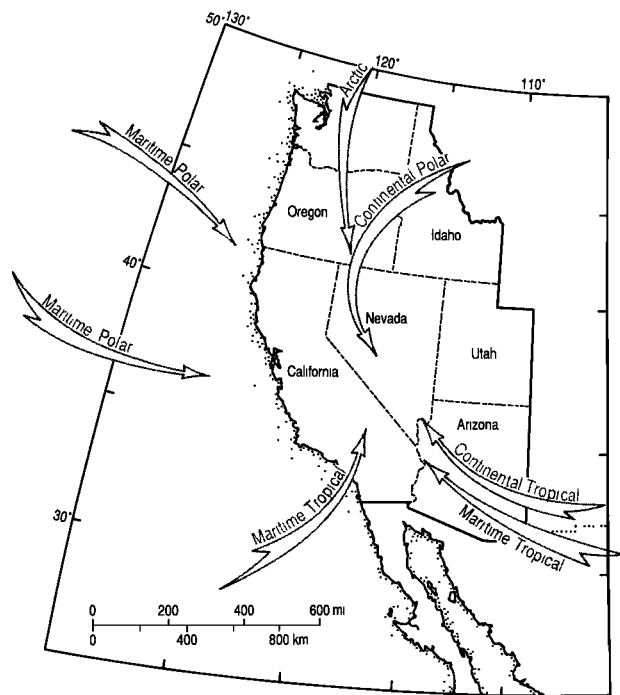 50° 130°
120°
110°
Arctic
Maritime Polar
Continental Polar
Oregon
Idaho
40°
Maritime Polar
Nevada
Utah
California
Arizona
Continental Tropical
Maritime Tropical
Maritime Tropical
30°
0 200 400 600 mi
0 400 800 km